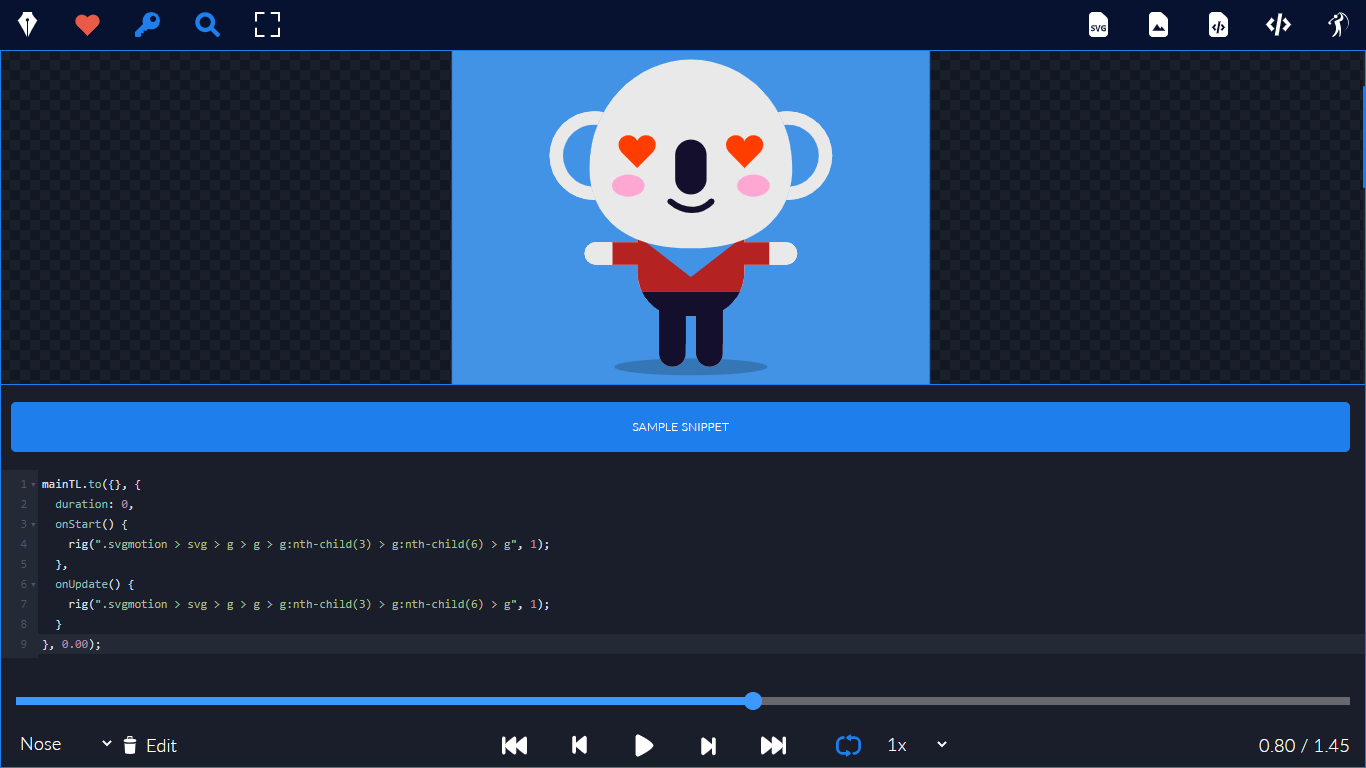 SVG
SAMPLE SNIPPET
1 mainTL.to({}, {
2   duration: 0,
3   onStart() {
4     rig(".svgmotion > svg > g > g > g:nth-child(3) > g:nth-child(6) > g", 1);
5   },
6   onUpdate() {
7     rig(".svgmotion > svg > g > g > g:nth-child(3) > g:nth-child(6) > g", 1);
8   }
9 }, 0.00);
Nose Edit 1x 0.80 / 1.45